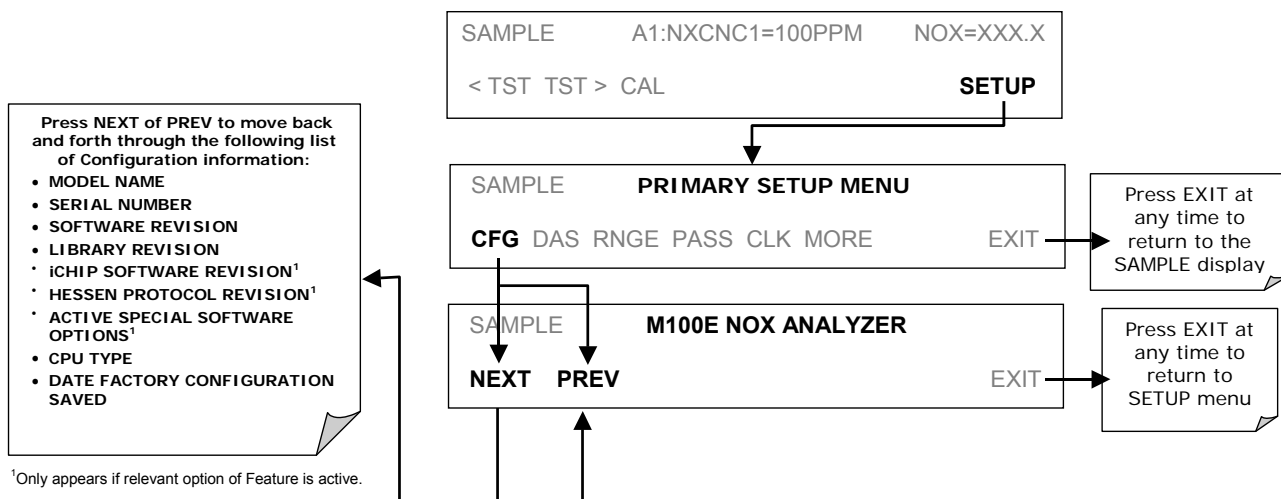 SAMPLE A1:NXCNC1=100PPM NOX=XXX.X
< TST TST > CAL SETUP
Press NEXT of PREV to move back
and forth through the following list
of Configuration information:
• MODEL NAME
• SERIAL NUMBER
• SOFTWARE REVISION
• LIBRARY REVISION
• iCHIP SOFTWARE REVISION¹
• HESSEN PROTOCOL REVISION¹
• ACTIVE SPECIAL SOFTWARE
OPTIONS¹
• CPU TYPE
• DATE FACTORY CONFIGURATION
SAVED
¹Only appears if relevant option of Feature is active.
SAMPLE PRIMARY SETUP MENU
CFG DAS RNGE PASS CLK MORE EXIT
Press EXIT at
any time to
return to the
SAMPLE display
SAMPLE M100E NOX ANALYZER
NEXT PREV EXIT
Press EXIT at
any time to
return to
SETUP menu